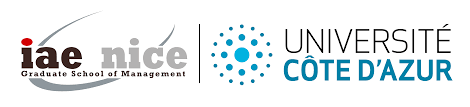 iae nice
Graduate School of Management
UNIVERSITÉ
CÔTE D'AZUR